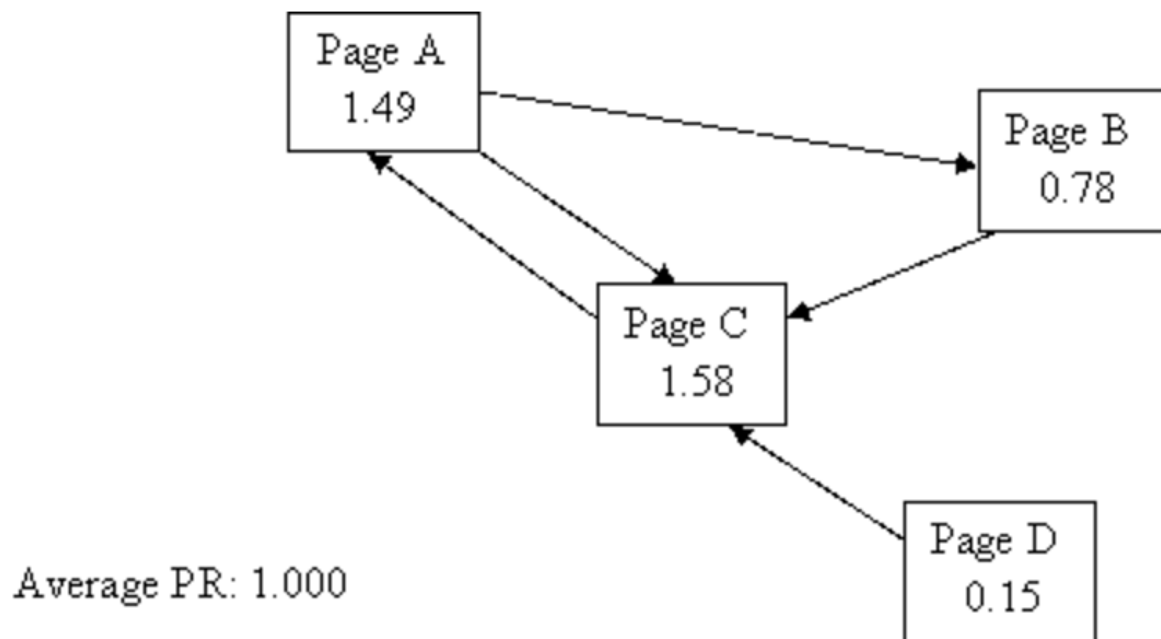 Page A
1.49
Page B
0.78
Page C
1.58
Page D
0.15
Average PR: 1.000